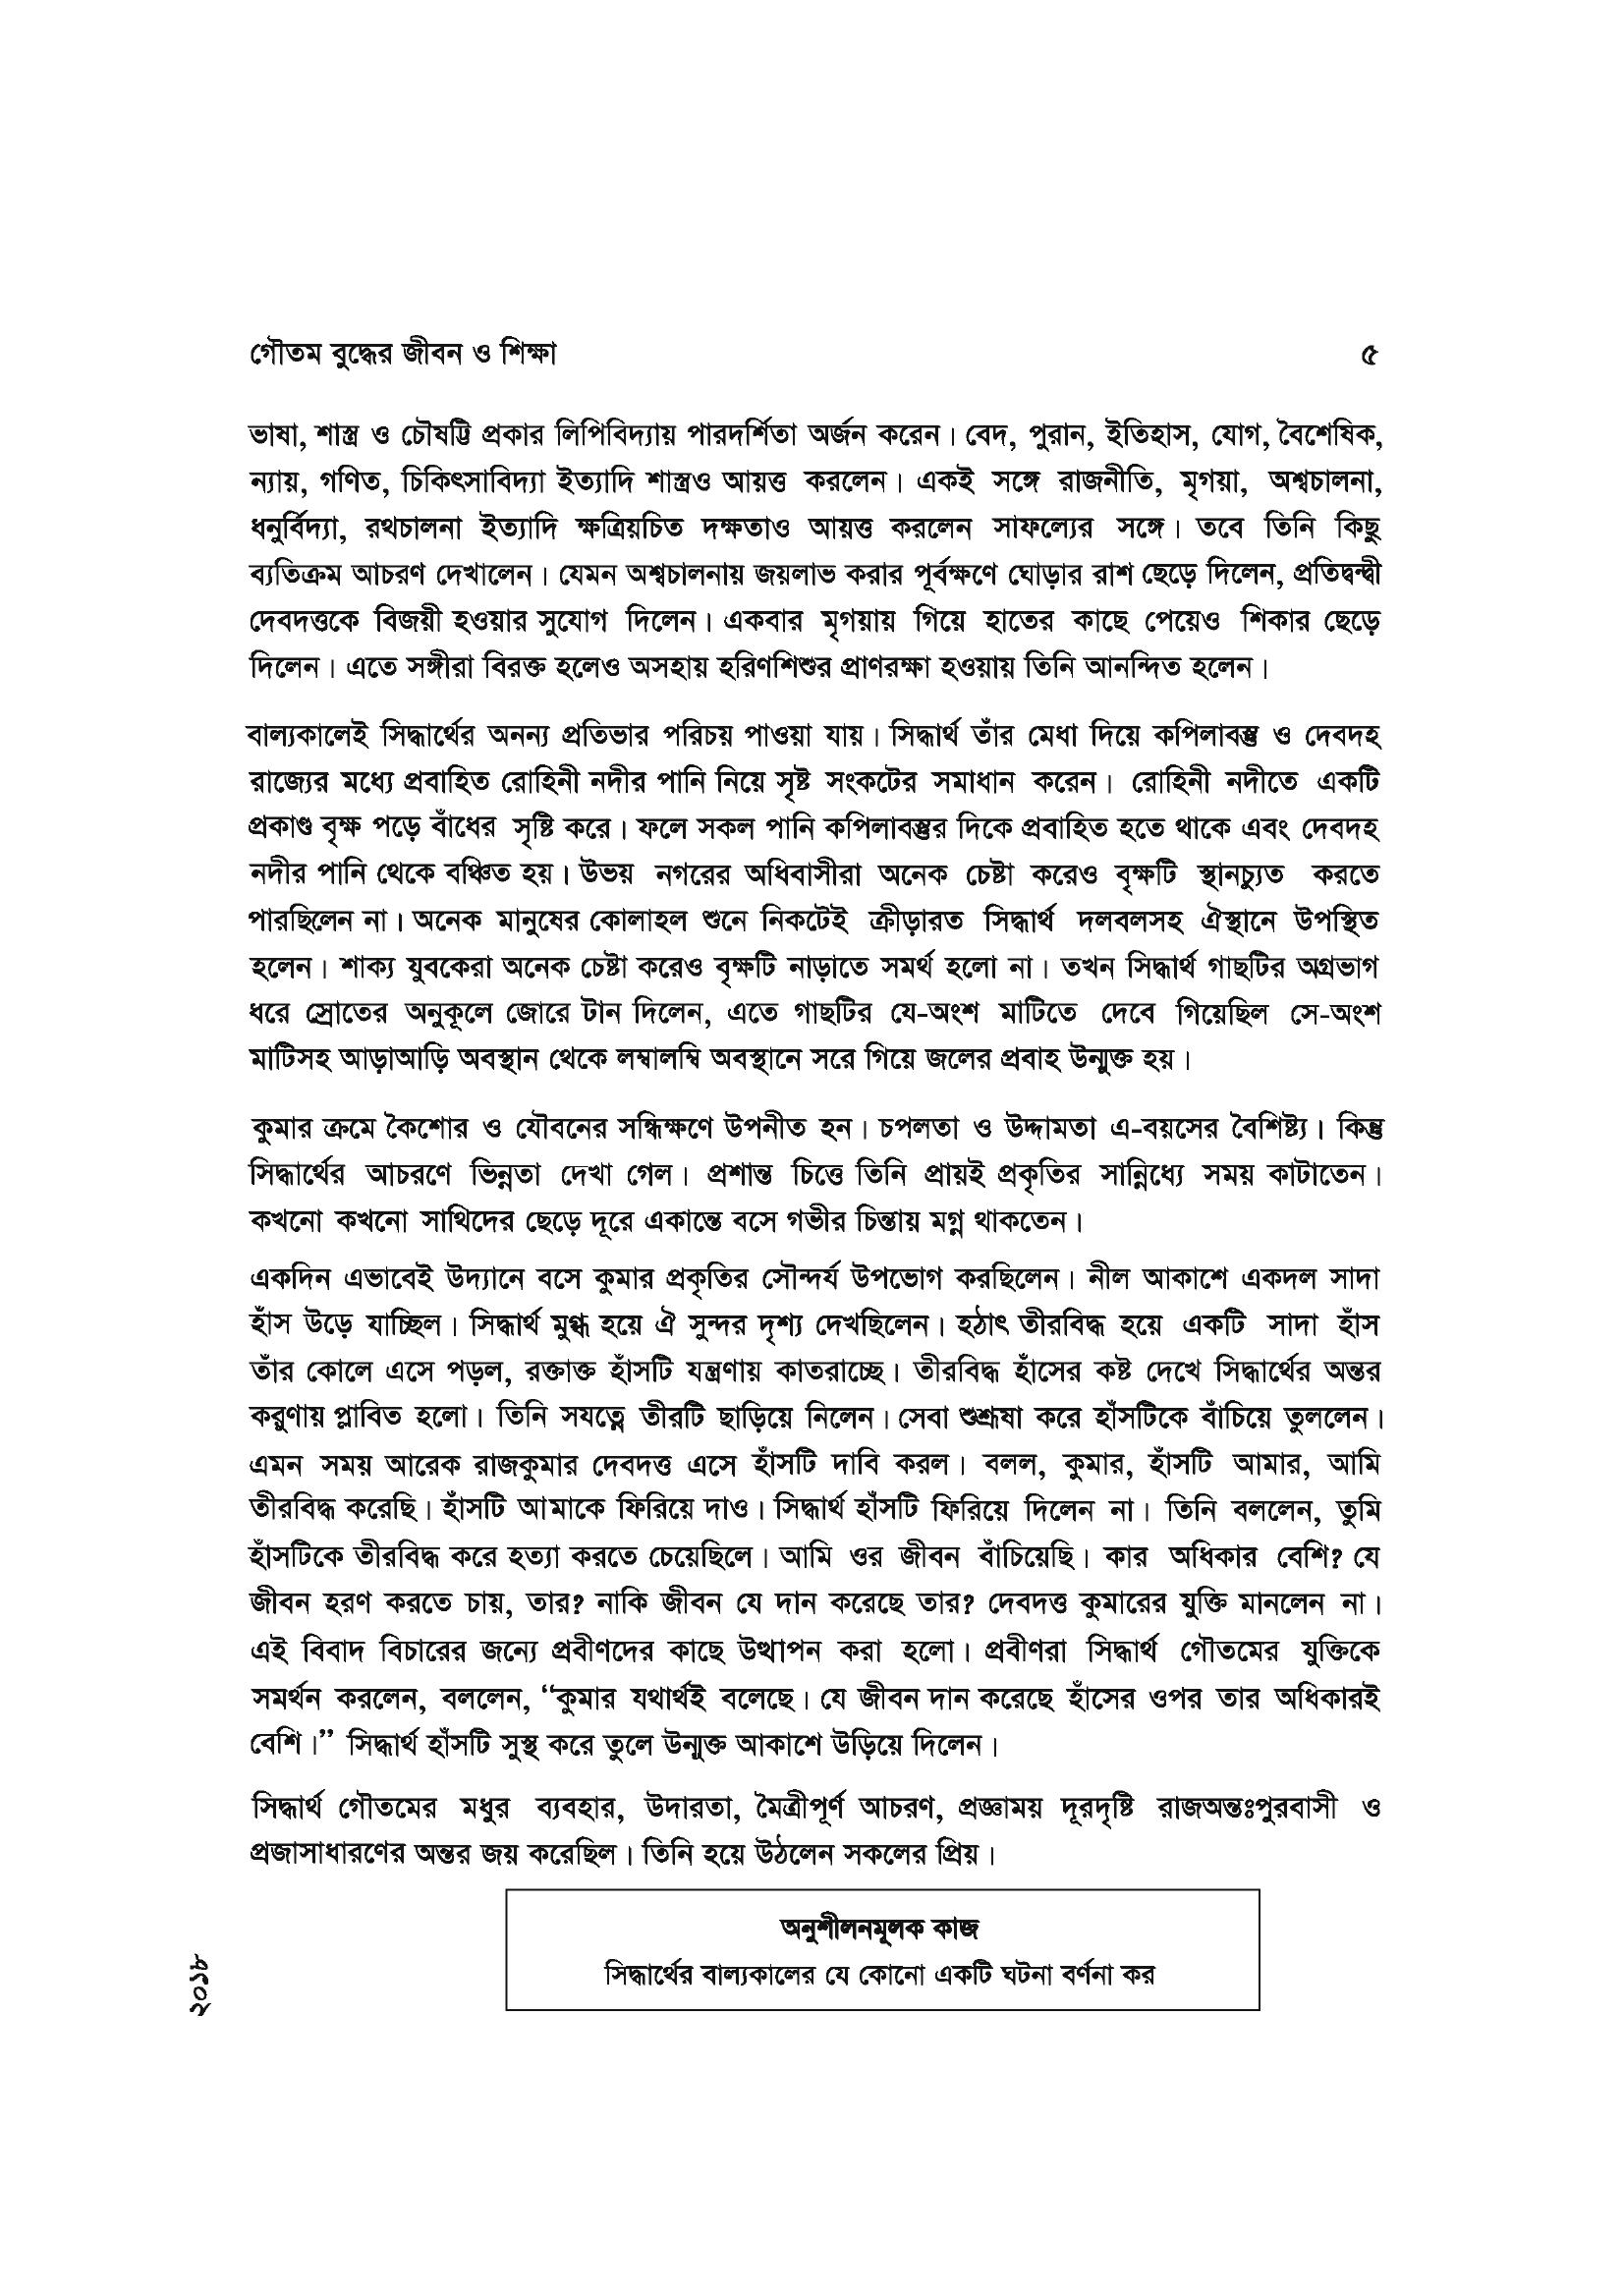 গৌতম বুদ্ধের জীবন ও শিক্ষা ৫
ভাষা, শাস্ত্র ও চৌষট্টি প্রকার লিপিবিদ্যায় পারদর্শিতা অর্জন করেন। বেদ, পুরান, ইতিহাস, যোগ, বৈশেষিক,
ন্যায়, গণিত, চিকিৎসাবিদ্যা ইত্যাদি শাস্ত্রও আয়ত্ত করলেন। একই সঙ্গে রাজনীতি, মৃগয়া, অশ্বচালনা,
ধনুর্বিদ্যা, রথচালনা ইত্যাদি ক্ষত্রিয়চিত দক্ষতাও আয়ত্ত করলেন সাফল্যের সঙ্গে। তবে তিনি কিছু
ব্যতিক্রম আচরণ দেখালেন। যেমন অশ্বচালনায় জয়লাভ করার পূর্বক্ষণে ঘোড়ার রাশ ছেড়ে দিলেন, প্রতিদ্বন্দ্বী
দেবদত্তকে বিজয়ী হওয়ার সুযোগ দিলেন। একবার মৃগয়ায় গিয়ে হাতের কাছে পেয়েও শিকার ছেড়ে
দিলেন। এতে সঙ্গীরা বিরক্ত হলেও অসহায় হরিণশিশুর প্রাণরক্ষা হওয়ায় তিনি আনন্দিত হলেন।
বাল্যকালেই সিদ্ধার্থের অনন্য প্রতিভার পরিচয় পাওয়া যায়। সিদ্ধার্থ তাঁর মেধা দিয়ে কপিলাবস্তু ও দেবদহ
রাজ্যের মধ্যে প্রবাহিত রোহিনী নদীর পানি নিয়ে সৃষ্ট সংকটের সমাধান করেন। রোহিনী নদীতে একটি
প্রকাণ্ড বৃক্ষ পড়ে বাঁধের সৃষ্টি করে। ফলে সকল পানি কপিলাবস্তুর দিকে প্রবাহিত হতে থাকে এবং দেবদহ
নদীর পানি থেকে বঞ্চিত হয়। উভয় নগরের অধিবাসীরা অনেক চেষ্টা করেও বৃক্ষটি স্থানচ্যুত করতে
পারছিলেন না। অনেক মানুষের কোলাহল শুনে নিকটেই ক্রীড়ারত সিদ্ধার্থ দলবলসহ ঐস্থানে উপস্থিত
হলেন। শাক্য যুবকেরা অনেক চেষ্টা করেও বৃক্ষটি নাড়াতে সমর্থ হলো না। তখন সিদ্ধার্থ গাছটির অগ্রভাগ
ধরে স্রোতের অনুকূলে জোরে টান দিলেন, এতে গাছটির যে-অংশ মাটিতে দেবে গিয়েছিল সে-অংশ
মাটিসহ আড়াআড়ি অবস্থান থেকে লম্বালম্বি অবস্থানে সরে গিয়ে জলের প্রবাহ উন্মুক্ত হয়।
কুমার ক্রমে কৈশোর ও যৌবনের সন্ধিক্ষণে উপনীত হন। চপলতা ও উদ্দামতা এ-বয়সের বৈশিষ্ট্য। কিন্তু
সিদ্ধার্থের আচরণে ভিন্নতা দেখা গেল। প্রশান্ত চিত্তে তিনি প্রায়ই প্রকৃতির সান্নিধ্যে সময় কাটাতেন।
কখনো কখনো সাথিদের ছেড়ে দূরে একান্তে বসে গভীর চিন্তায় মগ্ন থাকতেন।
একদিন এভাবেই উদ্যানে বসে কুমার প্রকৃতির সৌন্দর্য উপভোগ করছিলেন। নীল আকাশে একদল সাদা
হাঁস উড়ে যাচ্ছিল। সিদ্ধার্থ মুগ্ধ হয়ে ঐ সুন্দর দৃশ্য দেখছিলেন। হঠাৎ তীরবিদ্ধ হয়ে একটি সাদা হাঁস
তাঁর কোলে এসে পড়ল, রক্তাক্ত হাঁসটি যন্ত্রণায় কাতরাচ্ছে। তীরবিদ্ধ হাঁসের কষ্ট দেখে সিদ্ধার্থের অন্তর
করুণায় প্লাবিত হলো। তিনি সযত্নে তীরটি ছাড়িয়ে নিলেন। সেবা শুশ্রূষা করে হাঁসটিকে বাঁচিয়ে তুললেন।
এমন সময় আরেক রাজকুমার দেবদত্ত এসে হাঁসটি দাবি করল। বলল, কুমার, হাঁসটি আমার, আমি
তীরবিদ্ধ করেছি। হাঁসটি আমাকে ফিরিয়ে দাও। সিদ্ধার্থ হাঁসটি ফিরিয়ে দিলেন না। তিনি বললেন, তুমি
হাঁসটিকে তীরবিদ্ধ করে হত্যা করতে চেয়েছিলে। আমি ওর জীবন বাঁচিয়েছি। কার অধিকার বেশি? যে
জীবন হরণ করতে চায়, তার? নাকি জীবন যে দান করেছে তার? দেবদত্ত কুমারের যুক্তি মানলেন না।
এই বিবাদ বিচারের জন্যে প্রবীণদের কাছে উত্থাপন করা হলো। প্রবীণরা সিদ্ধার্থ গৌতমের যুক্তিকে
সমর্থন করলেন, বললেন, “কুমার যথার্থই বলেছে। যে জীবন দান করেছে হাঁসের ওপর তার অধিকারই
বেশি।” সিদ্ধার্থ হাঁসটি সুস্থ করে তুলে উন্মুক্ত আকাশে উড়িয়ে দিলেন।
সিদ্ধার্থ গৌতমের মধুর ব্যবহার, উদারতা, মৈত্রীপূর্ণ আচরণ, প্রজ্ঞাময় দূরদৃষ্টি রাজঅন্তঃপুরবাসী ও
প্রজাসাধারণের অন্তর জয় করেছিল। তিনি হয়ে উঠলেন সকলের প্রিয়।
অনুশীলনমূলক কাজ
সিদ্ধার্থের বাল্যকালের যে কোনো একটি ঘটনা বর্ণনা কর
২০১৮